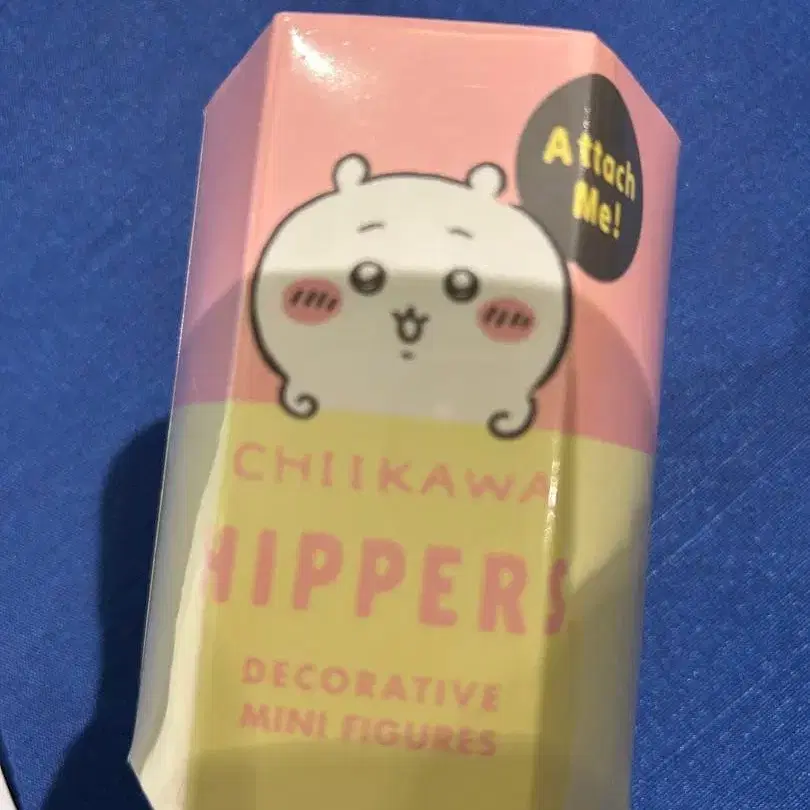 Attach
Me!
CHIIKAWA
HIPPERS
DECORATIVE
MINI FIGURES